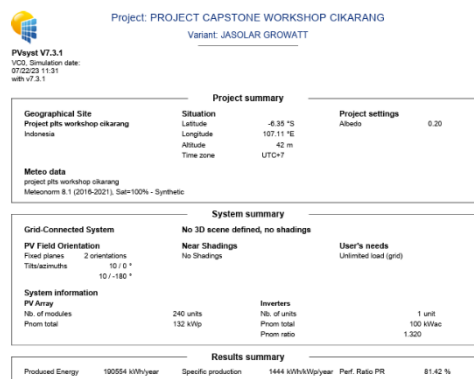 Project: PROJECT CAPSTONE WORKSHOP CIKARANG
Variant: JASOLAR GROWATT
PVsyst V7.3.1
VC0, Simulation date:
07/22/23 11:31
with v7.3.1
Project summary
Geographical Site
Project plts workshop cikarang
Indonesia
Situation
Latitude -6.35 °S
Longitude 107.11 °E
Altitude 42 m
Time zone UTC+7
Project settings
Albedo 0.20
Meteo data
project plts workshop cikarang
Meteonorm 8.1 (2016-2021), Sat=100% - Synthetic
System summary
Grid-Connected System
No 3D scene defined, no shadings
PV Field Orientation
Fixed planes 2 orientations
Tilts/azimuths 10 / 0 °
10 / -180 °
Near Shadings
No Shadings
User's needs
Unlimited load (grid)
System information
PV Array
Nb. of modules 240 units
Pnom total 132 kWp
Inverters
Nb. of units 1 unit
Pnom total 100 kWac
Pnom ratio 1.320
Results summary
Produced Energy 190554 kWh/year Specific production 1444 kWh/kWp/year Perf. Ratio PR 81.42 %